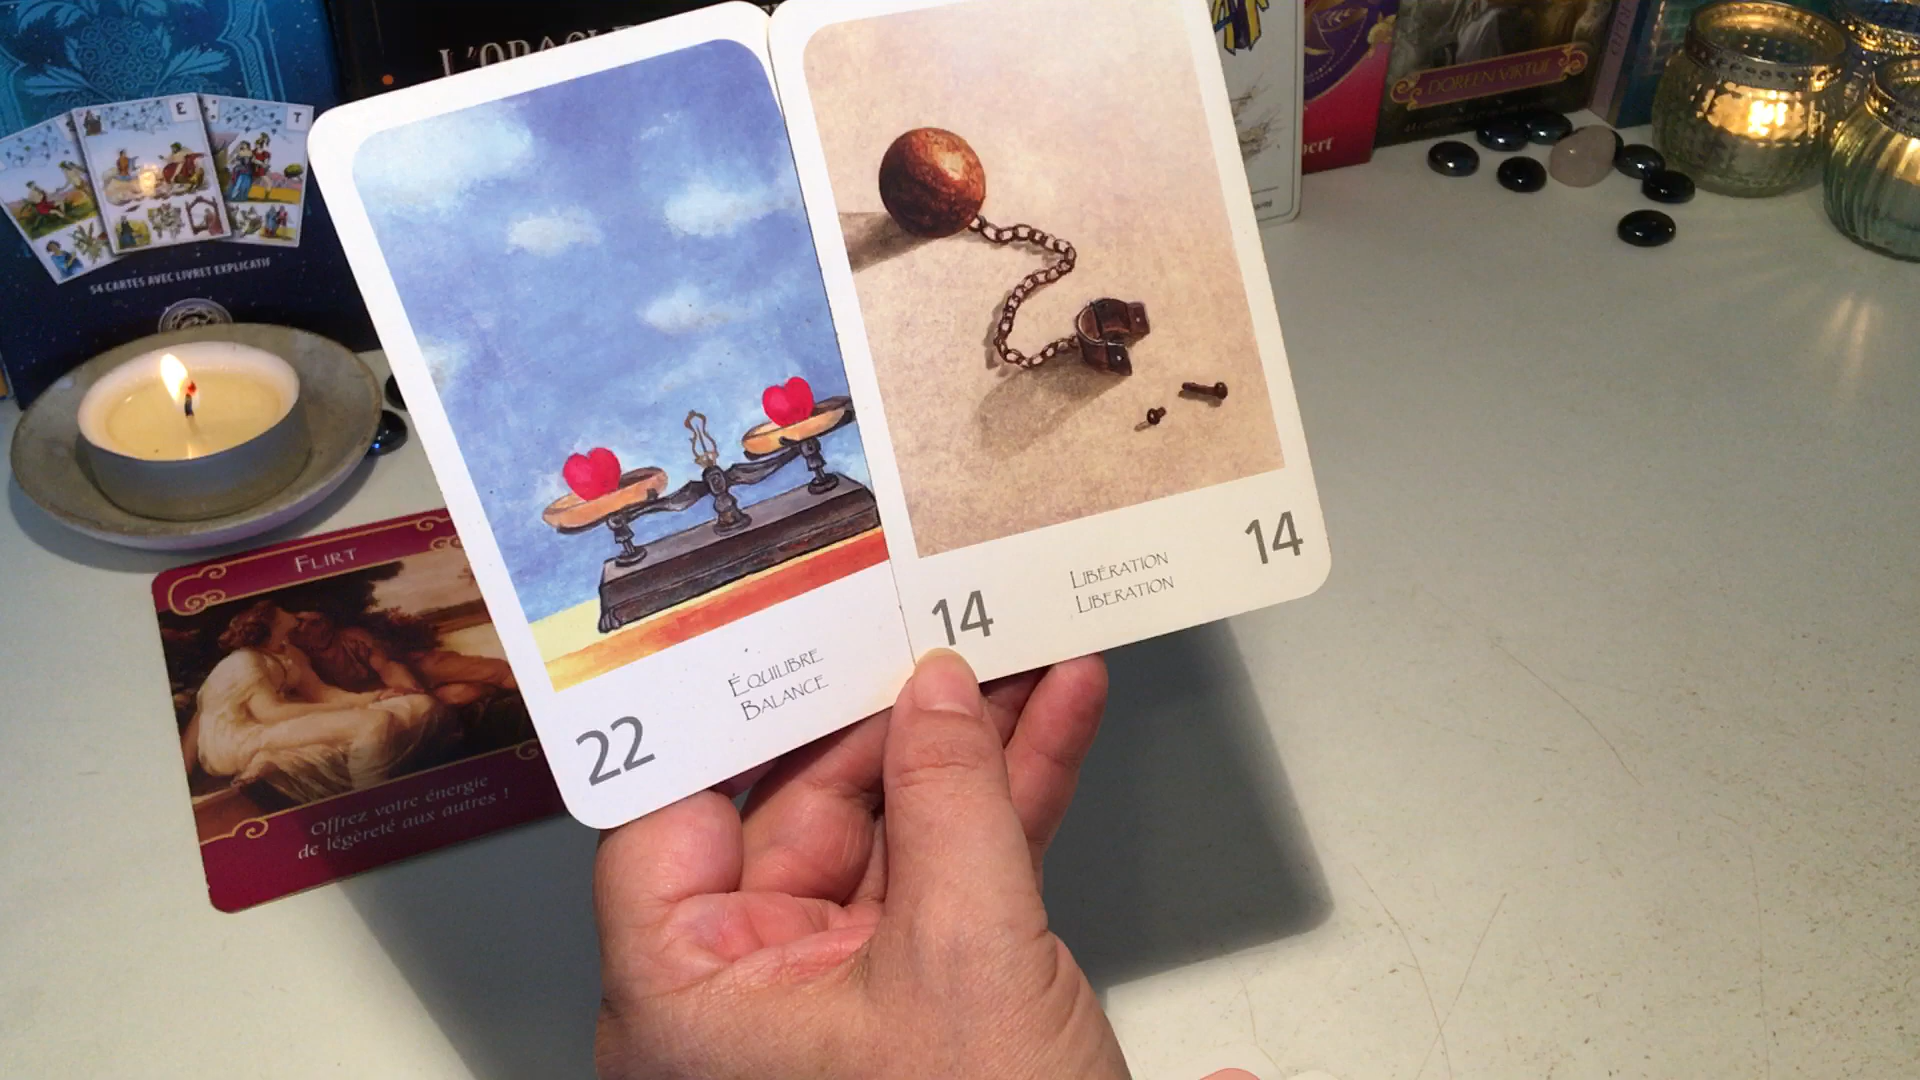 L'ORACLE
E
T
54 CARTES AVEC LIVRET EXPLICATIF
DOREEN VIRTUE
FLIRT
Offrez votre énergie
de légèreté aux autres !
ÉQUILIBRE
BALANCE
22
14
LIBÉRATION
LIBERATION
14